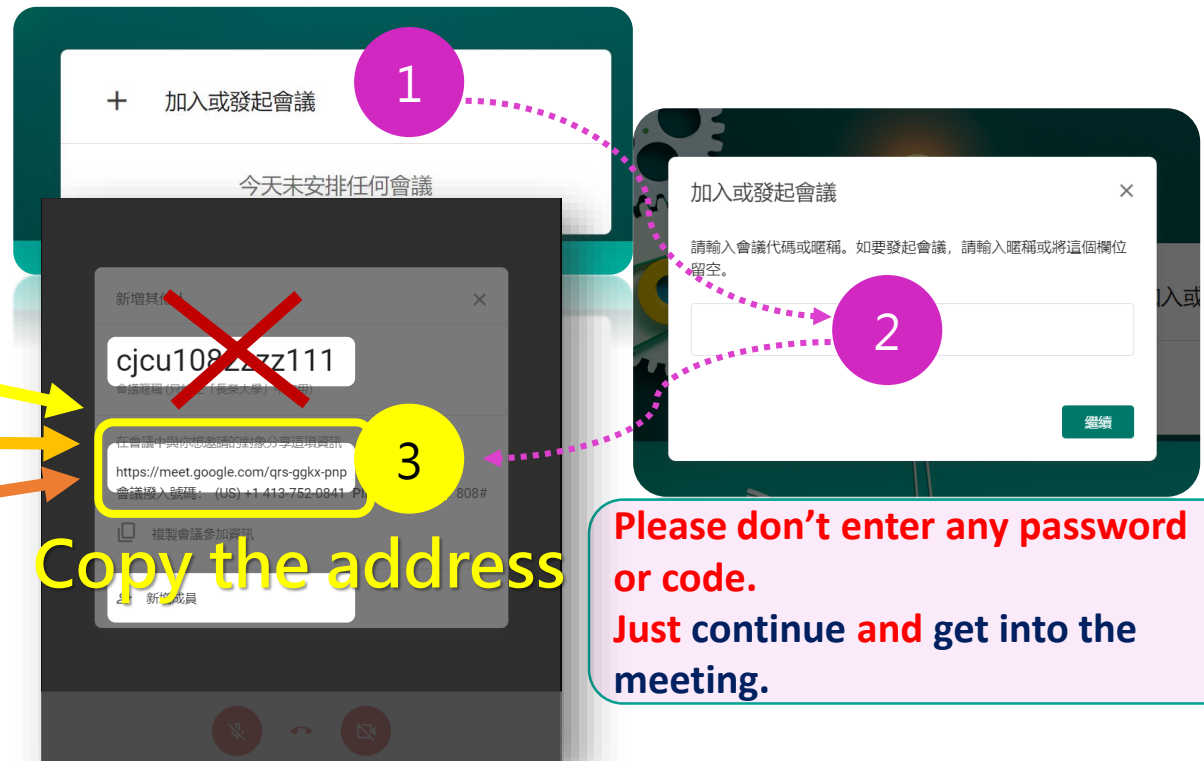 + 加入或發起會議
1
今天未安排任何會議
加入或發起會議
×
請輸入會議代碼或暱稱。如要發起會議，請輸入暱稱或將這個欄位
留空。
2
繼續
入或
新增其他
×
會議暱稱
在會議中與你想邀請的對象分享這項資訊
https://meet.google.com/qrs-ggkx-pnp
3
會議撥入號碼： (US) +1 413-752-0841 808#
複製會議參加資訊
Copy the address
新增成員
Please don’t enter any password
or code.
Just continue and get into the
meeting.